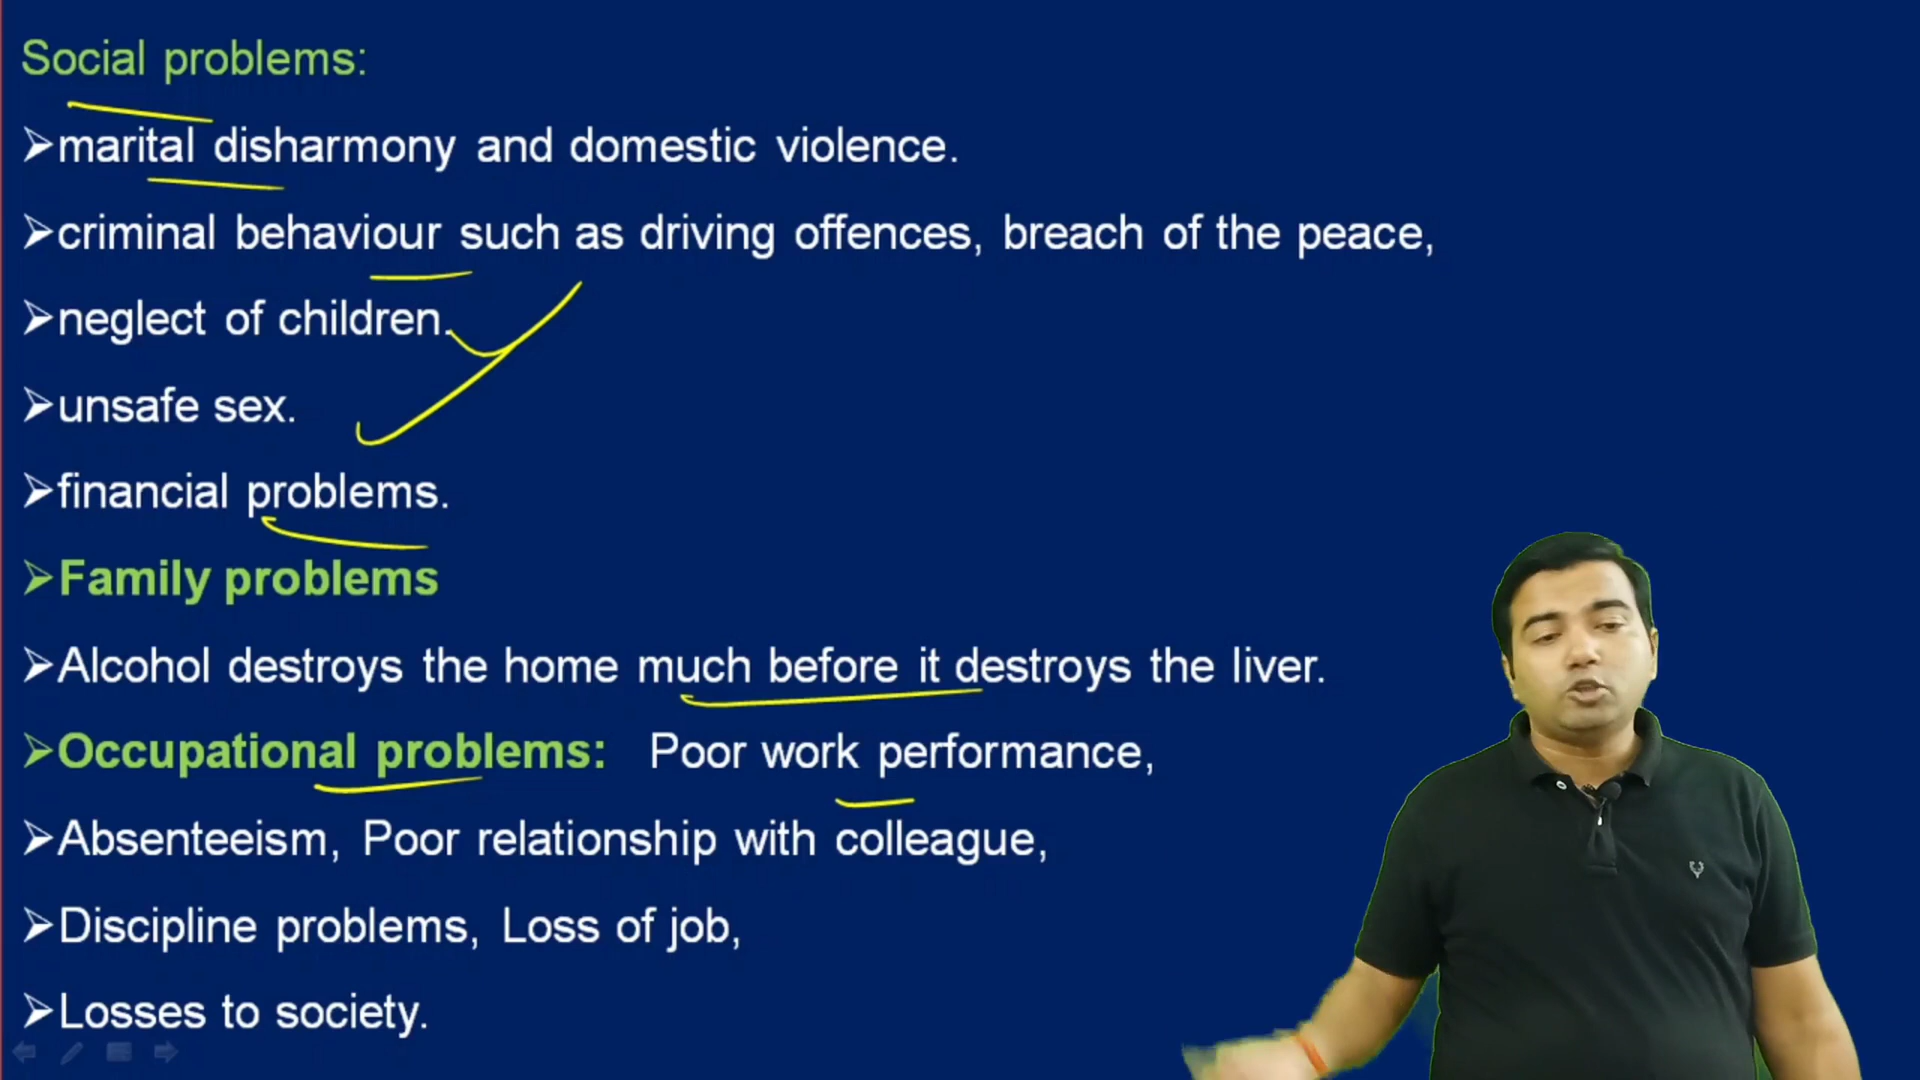 Social problems:
➢marital disharmony and domestic violence.
➢criminal behaviour such as driving offences, breach of the peace,
➢neglect of children.
➢unsafe sex.
➢financial problems.
➢Family problems
➢Alcohol destroys the home much before it destroys the liver.
➢Occupational problems: Poor work performance,
➢Absenteeism, Poor relationship with colleague,
➢Discipline problems, Loss of job,
➢Losses to society.